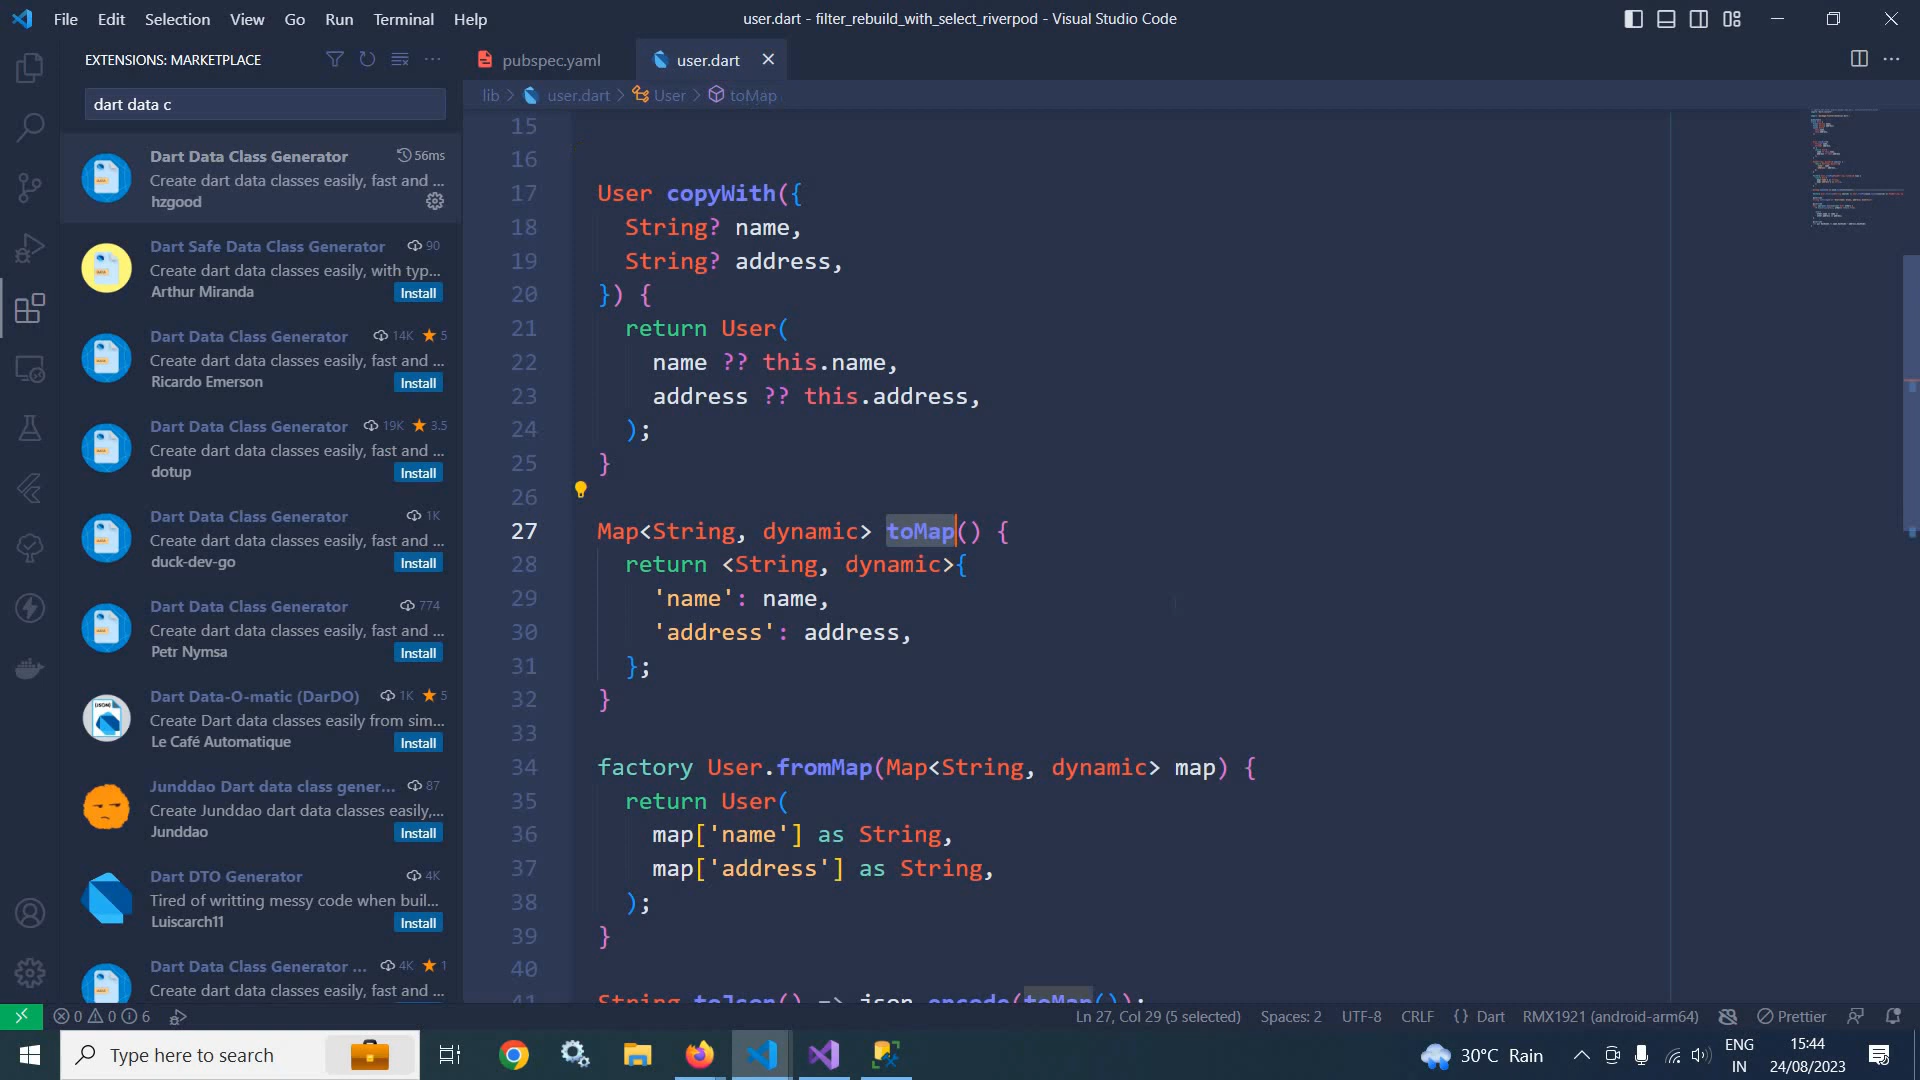 File Edit Selection View Go Run Terminal Help
user.dart - filter_rebuild_with_select_riverpod - Visual Studio Code
EXTENSIONS: MARKETPLACE
dart data c
Dart Data Class Generator 56ms
Create dart data classes easily, fast and ...
hzgood
Dart Safe Data Class Generator 90
Create dart data classes easily, with typ...
Arthur Miranda Install
Dart Data Class Generator 14K 5
Create dart data classes easily, fast and ...
Ricardo Emerson Install
Dart Data Class Generator 19K 3.5
Create dart data classes easily, fast and ...
dotup Install
Dart Data Class Generator 1K
Create dart data classes easily, fast and ...
duck-dev-go Install
Dart Data Class Generator 774
Create dart data classes easily, fast and ...
Petr Nymsa Install
Dart Data-O-matic (DarDO) 1K 5
Create Dart data classes easily from sim...
Le Café Automatique Install
Junddao Dart data class gener... 87
Create Junddao dart data classes easily,...
Junddao Install
Dart DTO Generator 4K
Tired of writting messy code when buil...
Luiscarch11 Install
Dart Data Class Generator ... 4K 1
Create dart data classes easily, fast and ...
pubspec.yaml user.dart
lib > user.dart > User > toMap
15
16
17 User copyWith({
18 String? name,
19 String? address,
20 }) {
21 return User(
22 name ?? this.name,
23 address ?? this.address,
24 );
25 }
26
27 Map<String, dynamic> toMap() {
28 return <String, dynamic>{
29 'name': name,
30 'address': address,
31 };
32 }
33
34 factory User.fromMap(Map<String, dynamic> map) {
35 return User(
36 map['name'] as String,
37 map['address'] as String,
38 );
39 }
40
41 String toJson() => json.encode(toMap());
0 0 6
Ln 27, Col 29 (5 selected) Spaces: 2 UTF-8 CRLF {} Dart RMX1921 (android-arm64) Prettier
Type here to search
30°C Rain
ENG
IN
15:44
24/08/2023